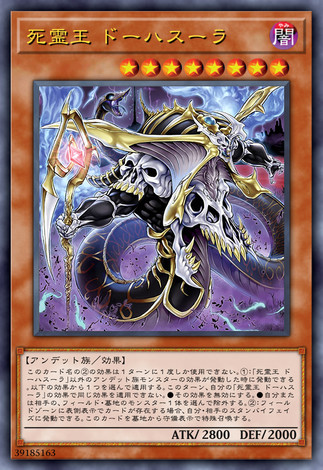 死霊王 ドーハスーラ
やみ
闇
【アンデット族／効果】
このカード名の②の効果は１ターンに１度しか使用できない。①：「死霊王 ド
ーハスーラ」以外のアンデット族モンスターの効果が発動した時に発動できる
。以下の効果から１つを選んで適用する。このターン、自分の「死霊王 ドーハス
ーラ」の効果で同じ効果を適用できない。●その効果を無効にする。●自分また
は相手の、フィールド・墓地のモンスター１体を選んで除外する。②：フィール
ドゾーンに表側表示でカードが存在する場合、自分・相手のスタンバイフェイ
ズに発動できる。このカードを墓地から守備表示で特殊召喚する。
ATK/ 2800 DEF/2000
39185163